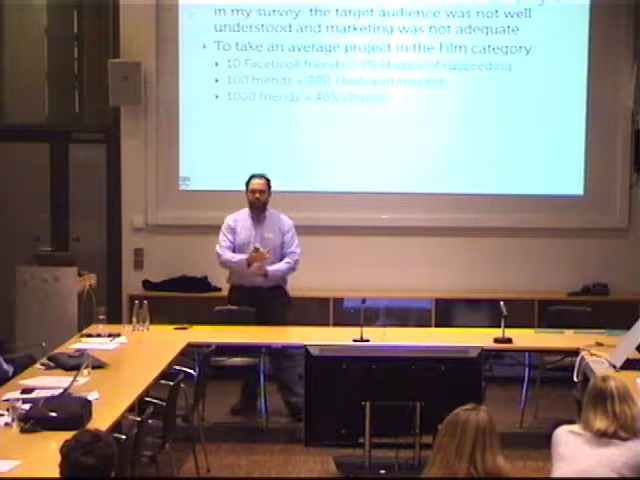 in my survey: the target audience was not well
understood and marketing was not adequate
To take an average project in the Film category:
10 Facebook friends = 9% chance of succeeding
100 friends = 20% chance of success
1000 friends = 40% chance